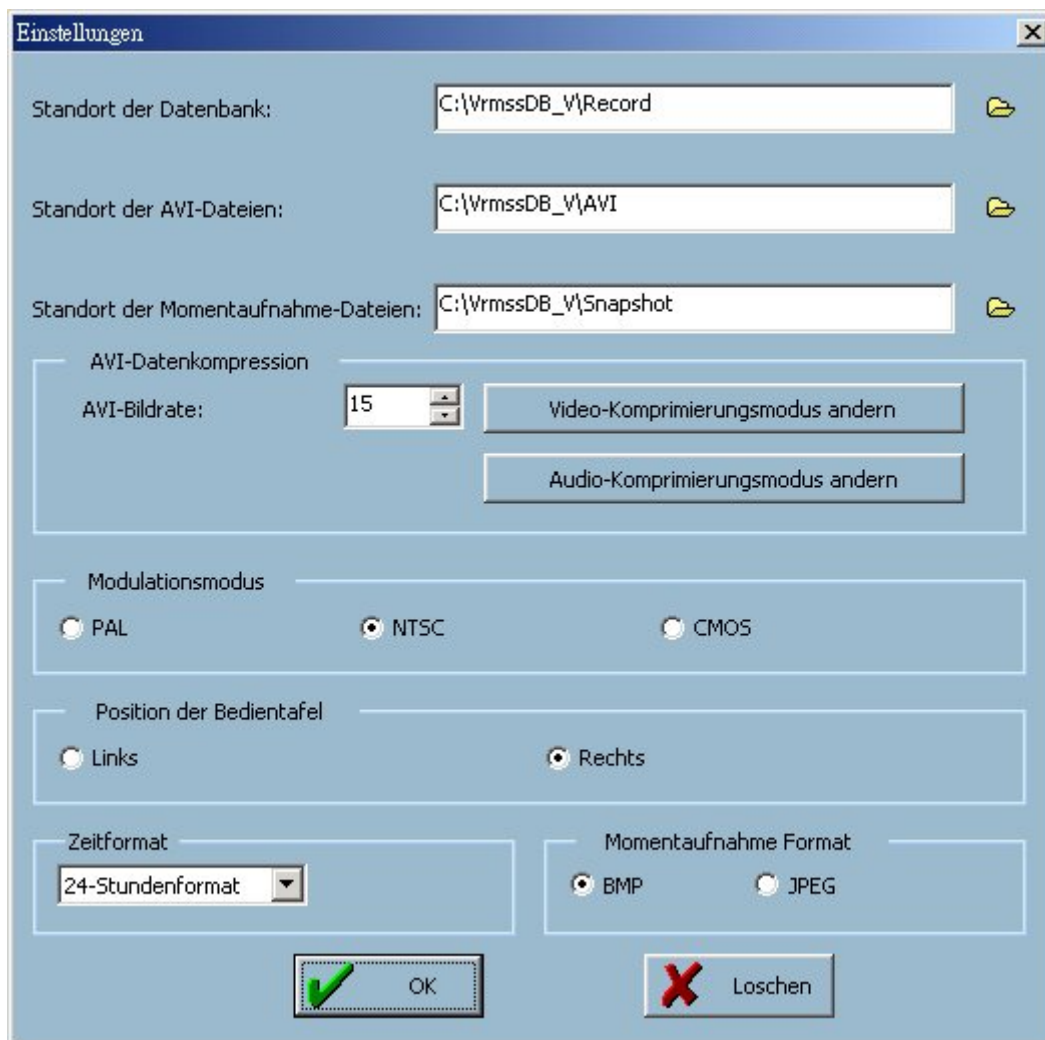 Einstellungen
Standort der Datenbank: C:\VrmssDB_V\Record
Standort der AVI-Dateien: C:\VrmssDB_V\AVI
Standort der Momentaufnahme-Dateien: C:\VrmssDB_V\Snapshot
AVI-Datenkompression
AVI-Bildrate: 15 Video-Komprimierungsmodus andern
Audio-Komprimierungsmodus andern
Modulationsmodus
PAL NTSC CMOS
Position der Bedientafel
Links Rechts
Zeitformat Momentaufnahme Format
24-Stundenformat BMP JPEG
OK Loschen